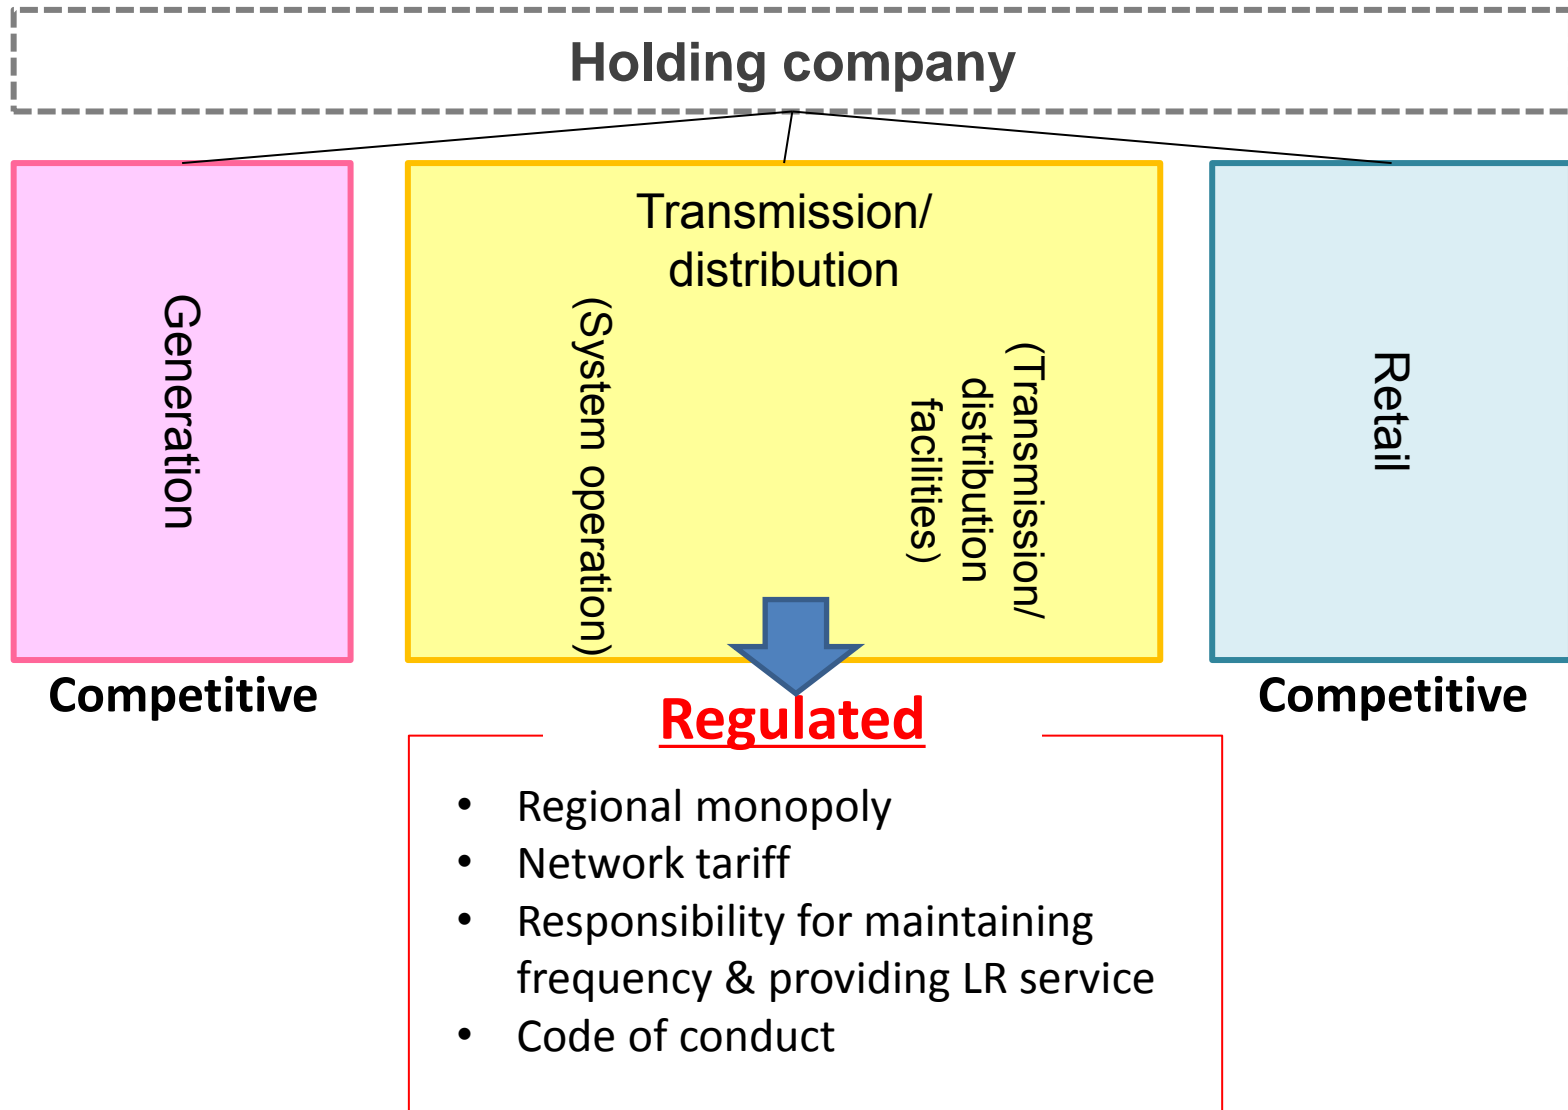 Holding company
Generation
Transmission/
distribution
(System operation)
(Transmission/
distribution
facilities)
Retail
Competitive
Regulated
Competitive
• Regional monopoly
• Network tariff
• Responsibility for maintaining
frequency & providing LR service
• Code of conduct